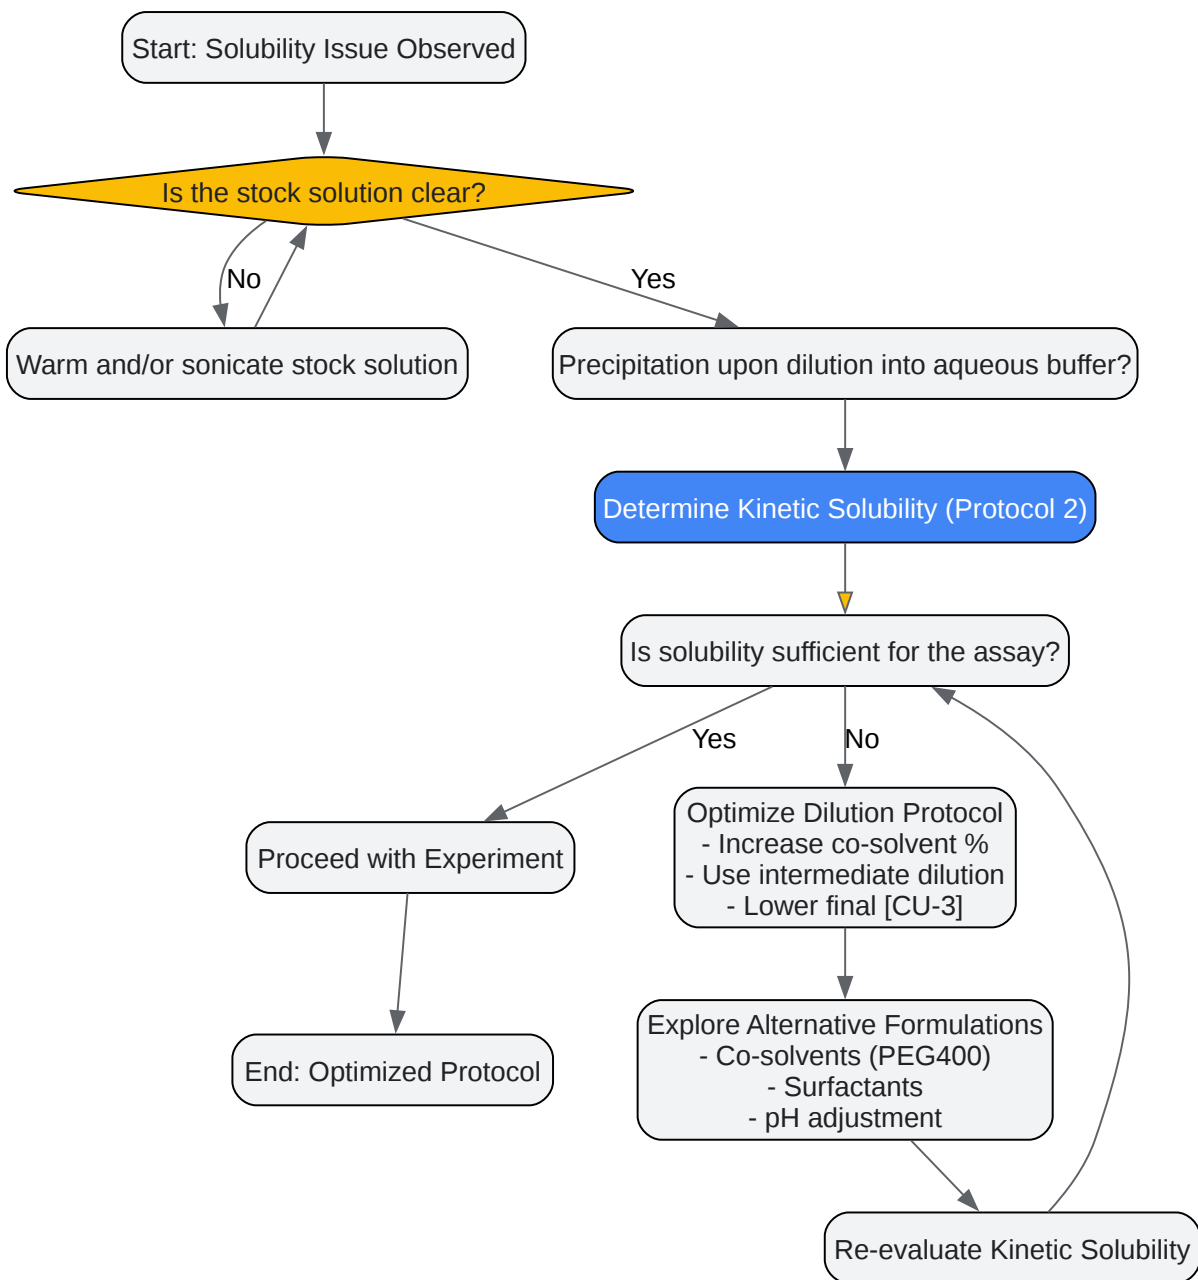 Start: Solubility Issue Observed
Is the stock solution clear?
No
Yes
Warm and/or sonicate stock solution
Precipitation upon dilution into aqueous buffer?
Determine Kinetic Solubility (Protocol 2)
Is solubility sufficient for the assay?
Yes
No
Proceed with Experiment
Optimize Dilution Protocol
- Increase co-solvent %
- Use intermediate dilution
- Lower final [CU-3]
End: Optimized Protocol
Explore Alternative Formulations
- Co-solvents (PEG400)
- Surfactants
- pH adjustment
Re-evaluate Kinetic Solubility